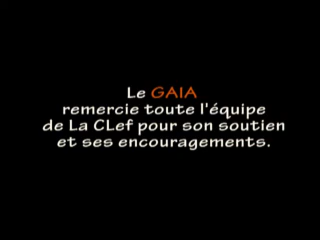 Le GAIA
remercie toute l'équipe
de La CLef pour son soutien
et ses encouragements.